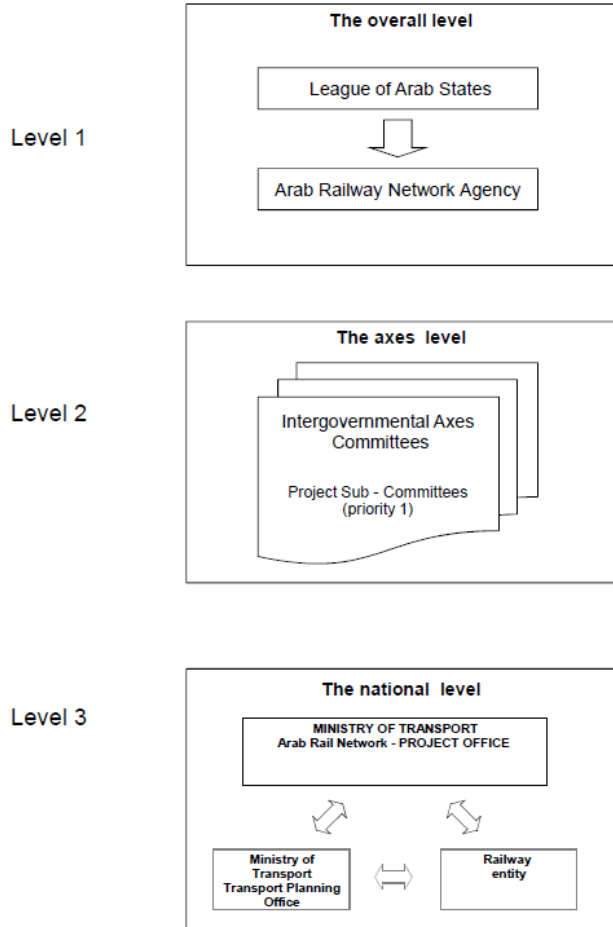 The overall level
League of Arab States
Level 1
Arab Railway Network Agency
The axes level
Level 2
Intergovernmental Axes
Committees
Project Sub - Committees
(priority 1)
The national level
Level 3
MINISTRY OF TRANSPORT
Arab Rail Network - PROJECT OFFICE
Ministry of
Transport
Transport Planning
Office
Railway
entity